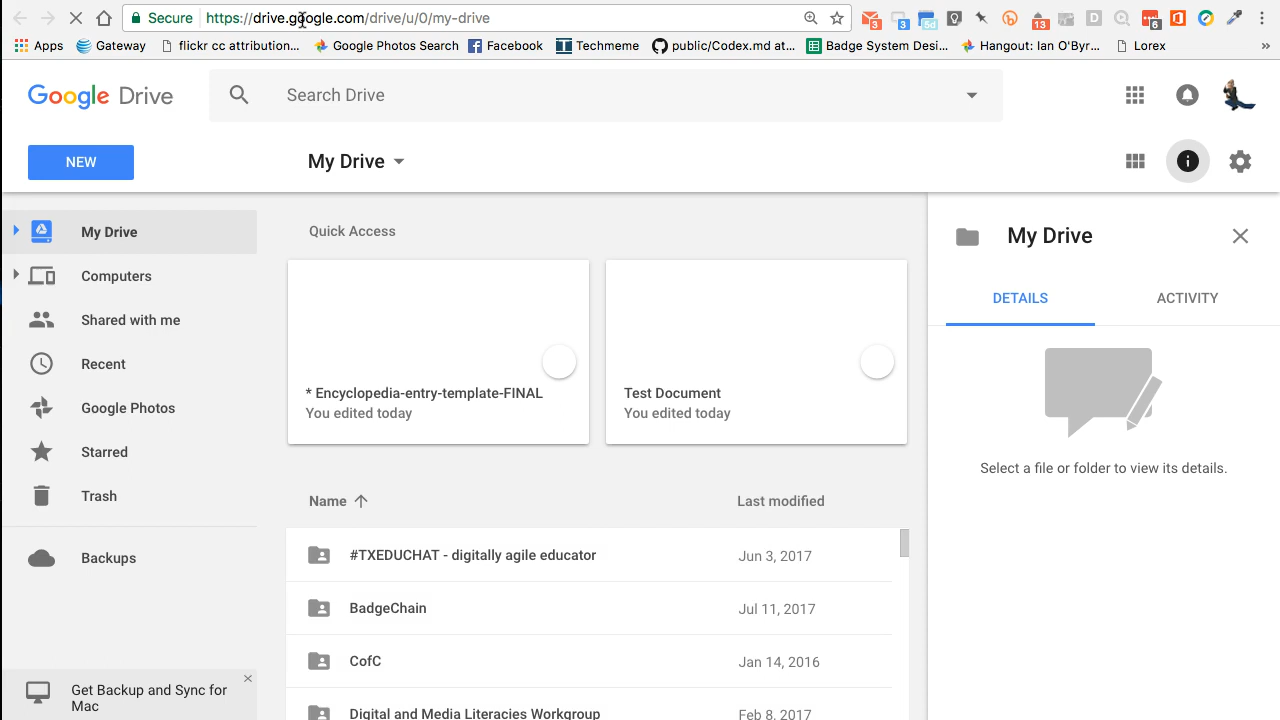 Secure https://drive.google.com/drive/u/0/my-drive
3 3 5d 13 D 6
Apps Gateway flickr cc attribution... Google Photos Search Facebook Techmeme public/Codex.md at... Badge System Desi... Hangout: Ian O'Byr... Lorex »
Google Drive Search Drive
NEW My Drive
My Drive
Computers
Shared with me
Recent
Google Photos
Starred
Trash
Backups
Get Backup and Sync for
Mac
Quick Access
* Encyclopedia-entry-template-FINAL
You edited today
Test Document
You edited today
Name Last modified
#TXEDUCHAT - digitally agile educator Jun 3, 2017
BadgeChain Jul 11, 2017
CofC Jan 14, 2016
Digital and Media Literacies Workgroup Feb 8, 2017
My Drive
DETAILS ACTIVITY
Select a file or folder to view its details.